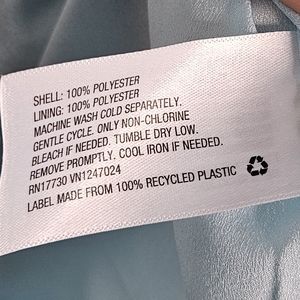 SHELL: 100% POLYESTER
LINING: 100% POLYESTER
MACHINE WASH COLD SEPARATELY.
GENTLE CYCLE. ONLY NON-CHLORINE
BLEACH IF NEEDED. TUMBLE DRY LOW.
REMOVE PROMPTLY. COOL IRON IF NEEDED.
RN17730 VN1247024
LABEL MADE FROM 100% RECYCLED PLASTIC